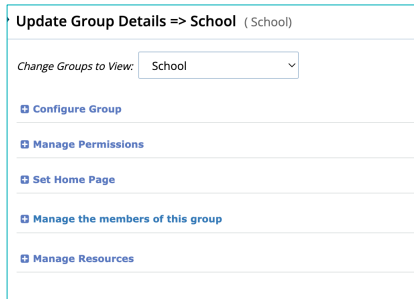 Update Group Details => School ( School)
Change Groups to View: School
Configure Group
Manage Permissions
Set Home Page
Manage the members of this group
Manage Resources